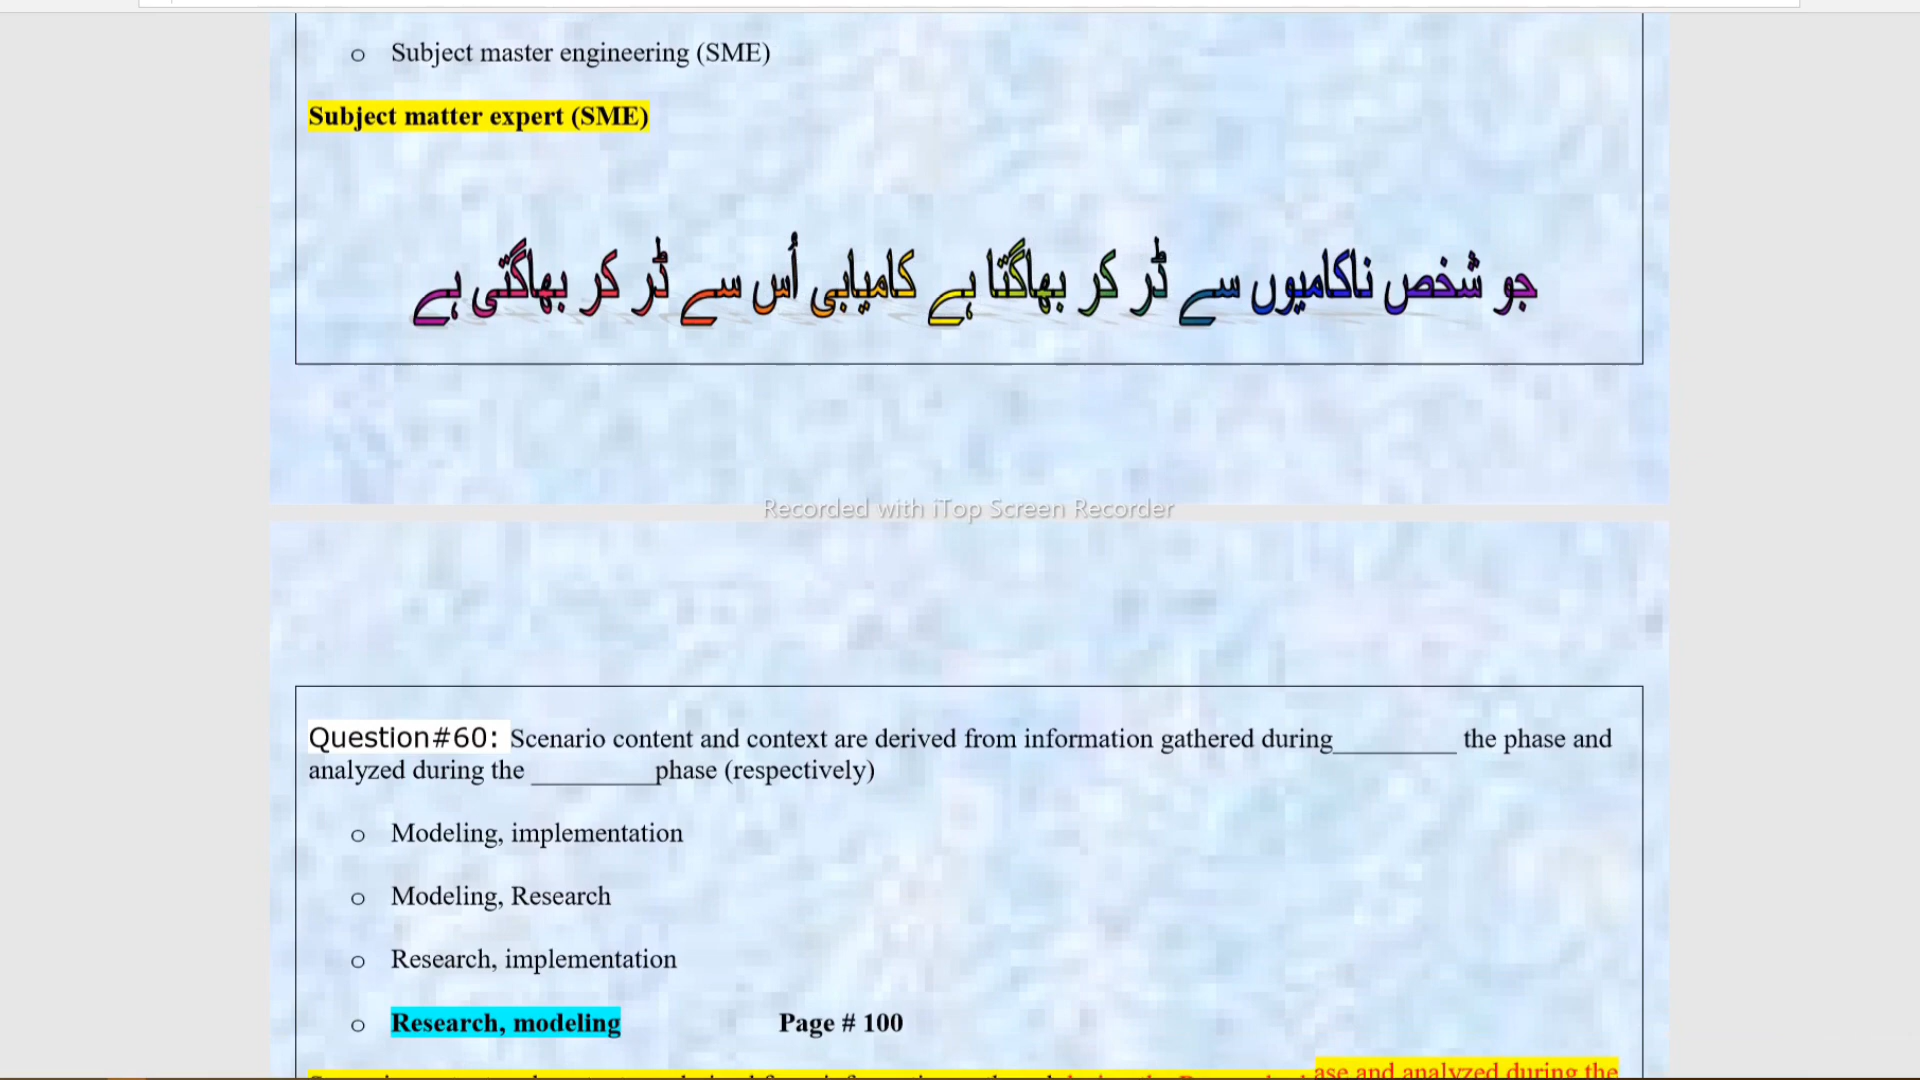 o Subject master engineering (SME)
Subject matter expert (SME)
جو شخص ناکامیوں سے ڈر کر بھاگتا ہے کامیابی اُس سے ڈر کر بھاگتی ہے
Recorded with iTop Screen Recorder
Question#60: Scenario content and context are derived from information gathered during_________ the phase and
analyzed during the _________phase (respectively)
o Modeling, implementation
o Modeling, Research
o Research, implementation
o Research, modeling Page # 100
ase and analyzed during the